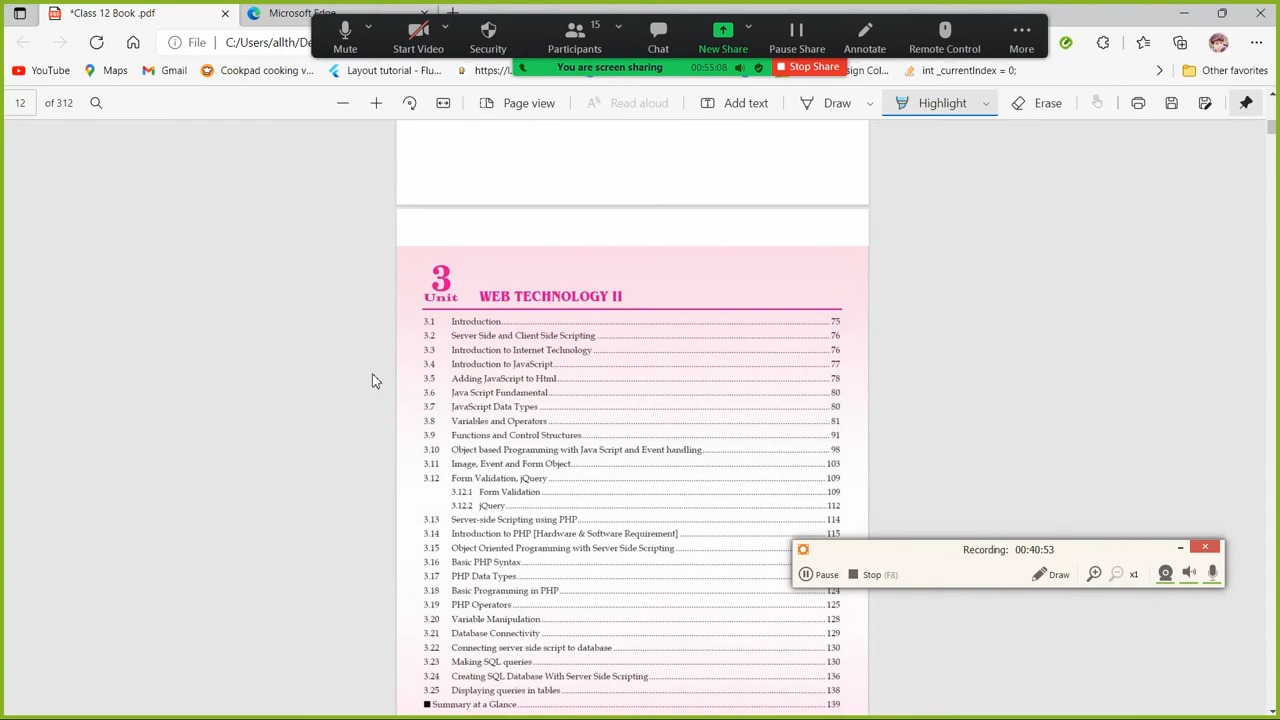 *Class 12 Book .pdf
Microsoft Edge
Mute
Start Video
Security
Participants
15
Chat
New Share
Pause Share
Annotate
Remote Control
More
You are screen sharing
00:55:08
Stop Share
File
C:/Users/allth/De
YouTube
Maps
Gmail
Cookpad cooking v...
Layout tutorial - Flu...
https://l.
sign Col...
int _currentIndex = 0;
Other favorites
12
of 312
Page view
Read aloud
Add text
Draw
Highlight
Erase
3
Unit
WEB TECHNOLOGY II
3.1 Introduction 75
3.2 Server Side and Client Side Scripting 76
3.3 Introduction to Internet Technology 76
3.4 Introduction to JavaScript 77
3.5 Adding JavaScript to Html 78
3.6 Java Script Fundamental 80
3.7 JavaScript Data Types 80
3.8 Variables and Operators 81
3.9 Functions and Control Structures 91
3.10 Object based Programming with Java Script and Event handling 98
3.11 Image, Event and Form Object 103
3.12 Form Validation, jQuery 109
3.12.1 Form Validation 109
3.12.2 jQuery 112
3.13 Server-side Scripting using PHP 114
3.14 Introduction to PHP [Hardware & Software Requirement] 115
3.15 Object Oriented Programming with Server Side Scripting
3.16 Basic PHP Syntax
3.17 PHP Data Types
3.18 Basic Programming in PHP 124
3.19 PHP Operators 125
3.20 Variable Manipulation 128
3.21 Database Connectivity 129
3.22 Connecting server side script to database 130
3.23 Making SQL queries 130
3.24 Creating SQL Database With Server Side Scripting 136
3.25 Displaying queries in tables 138
Summary at a Glance 139
Recording: 00:40:53
Pause
Stop (F8)
Draw
x1